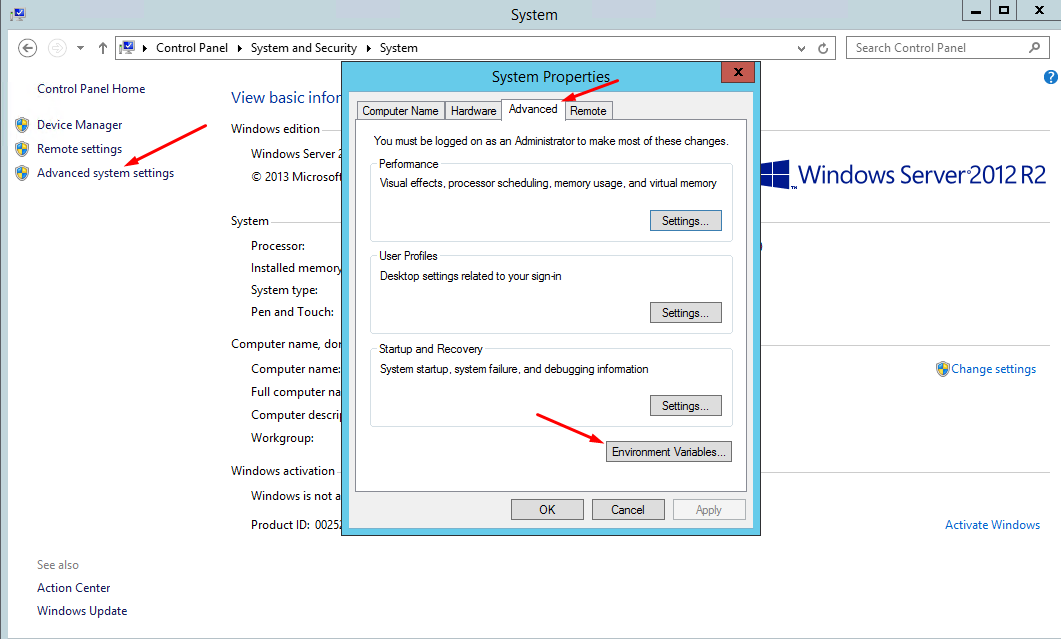 System
Control Panel System and Security System
Search Control Panel
Control Panel Home
Device Manager
Remote settings
Advanced system settings
See also
Action Center
Windows Update
View basic infor
Windows edition
Windows Server 2
© 2013 Microsoft
Windows Server 2012 R2
System
Processor:
Installed memory
System type:
Pen and Touch:
Computer name, do
Computer name:
Full computer na
Computer descrip
Workgroup:
Change settings
Windows activation
Windows is not a
Product ID: 0025
Activate Windows
System Properties
Computer Name Hardware Advanced Remote
You must be logged on as an Administrator to make most of these changes.
Performance
Visual effects, processor scheduling, memory usage, and virtual memory
Settings...
User Profiles
Desktop settings related to your sign-in
Settings...
Startup and Recovery
System startup, system failure, and debugging information
Settings...
Environment Variables...
OK Cancel Apply